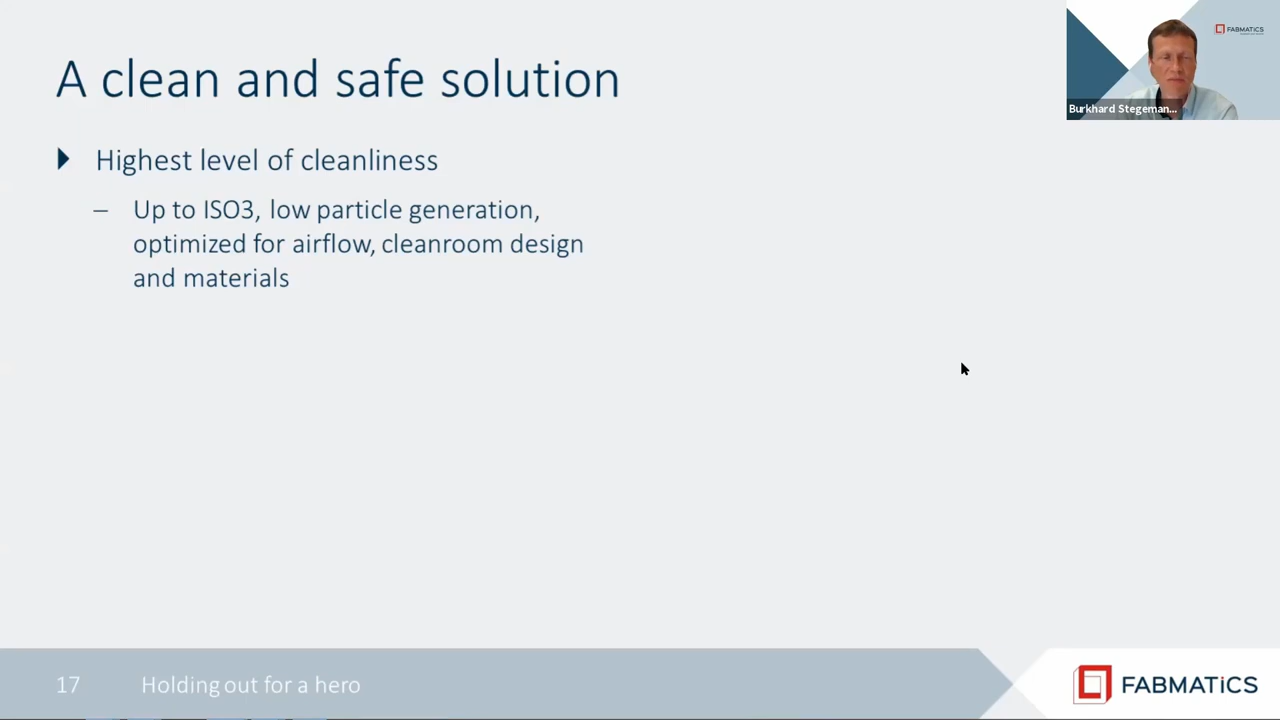 A clean and safe solution
FABMATICS
Burkhard Stegeman...
Highest level of cleanliness
– Up to ISO3, low particle generation,
optimized for airflow, cleanroom design
and materials
17 Holding out for a hero
FABMATiCS